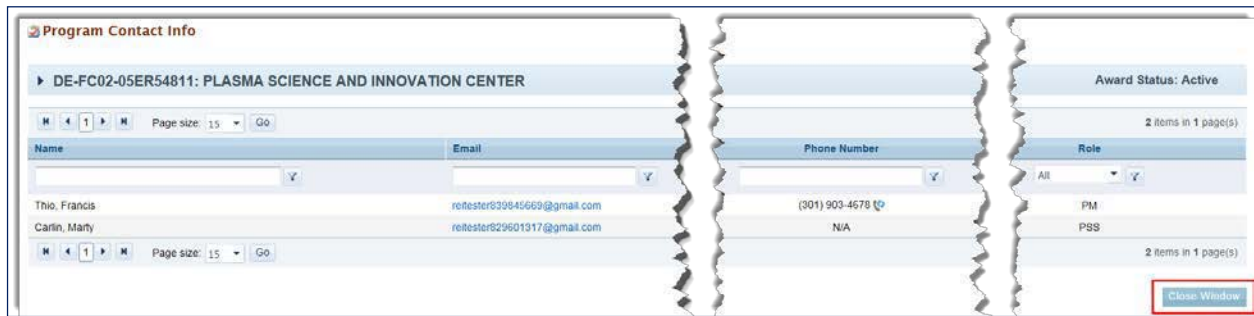 Program Contact Info
DE-FC02-05ER54811: PLASMA SCIENCE AND INNOVATION CENTER Award Status: Active
1 Page size: 15 Go 2 items in 1 page(s)
Name Email Phone Number Role
All
Thio, Francis reitester839845669@gmail.com (301) 903-4678 PM
Carlin, Marty reitester829601317@gmail.com N/A PSS
1 Page size: 15 Go 2 items in 1 page(s)
Close Window